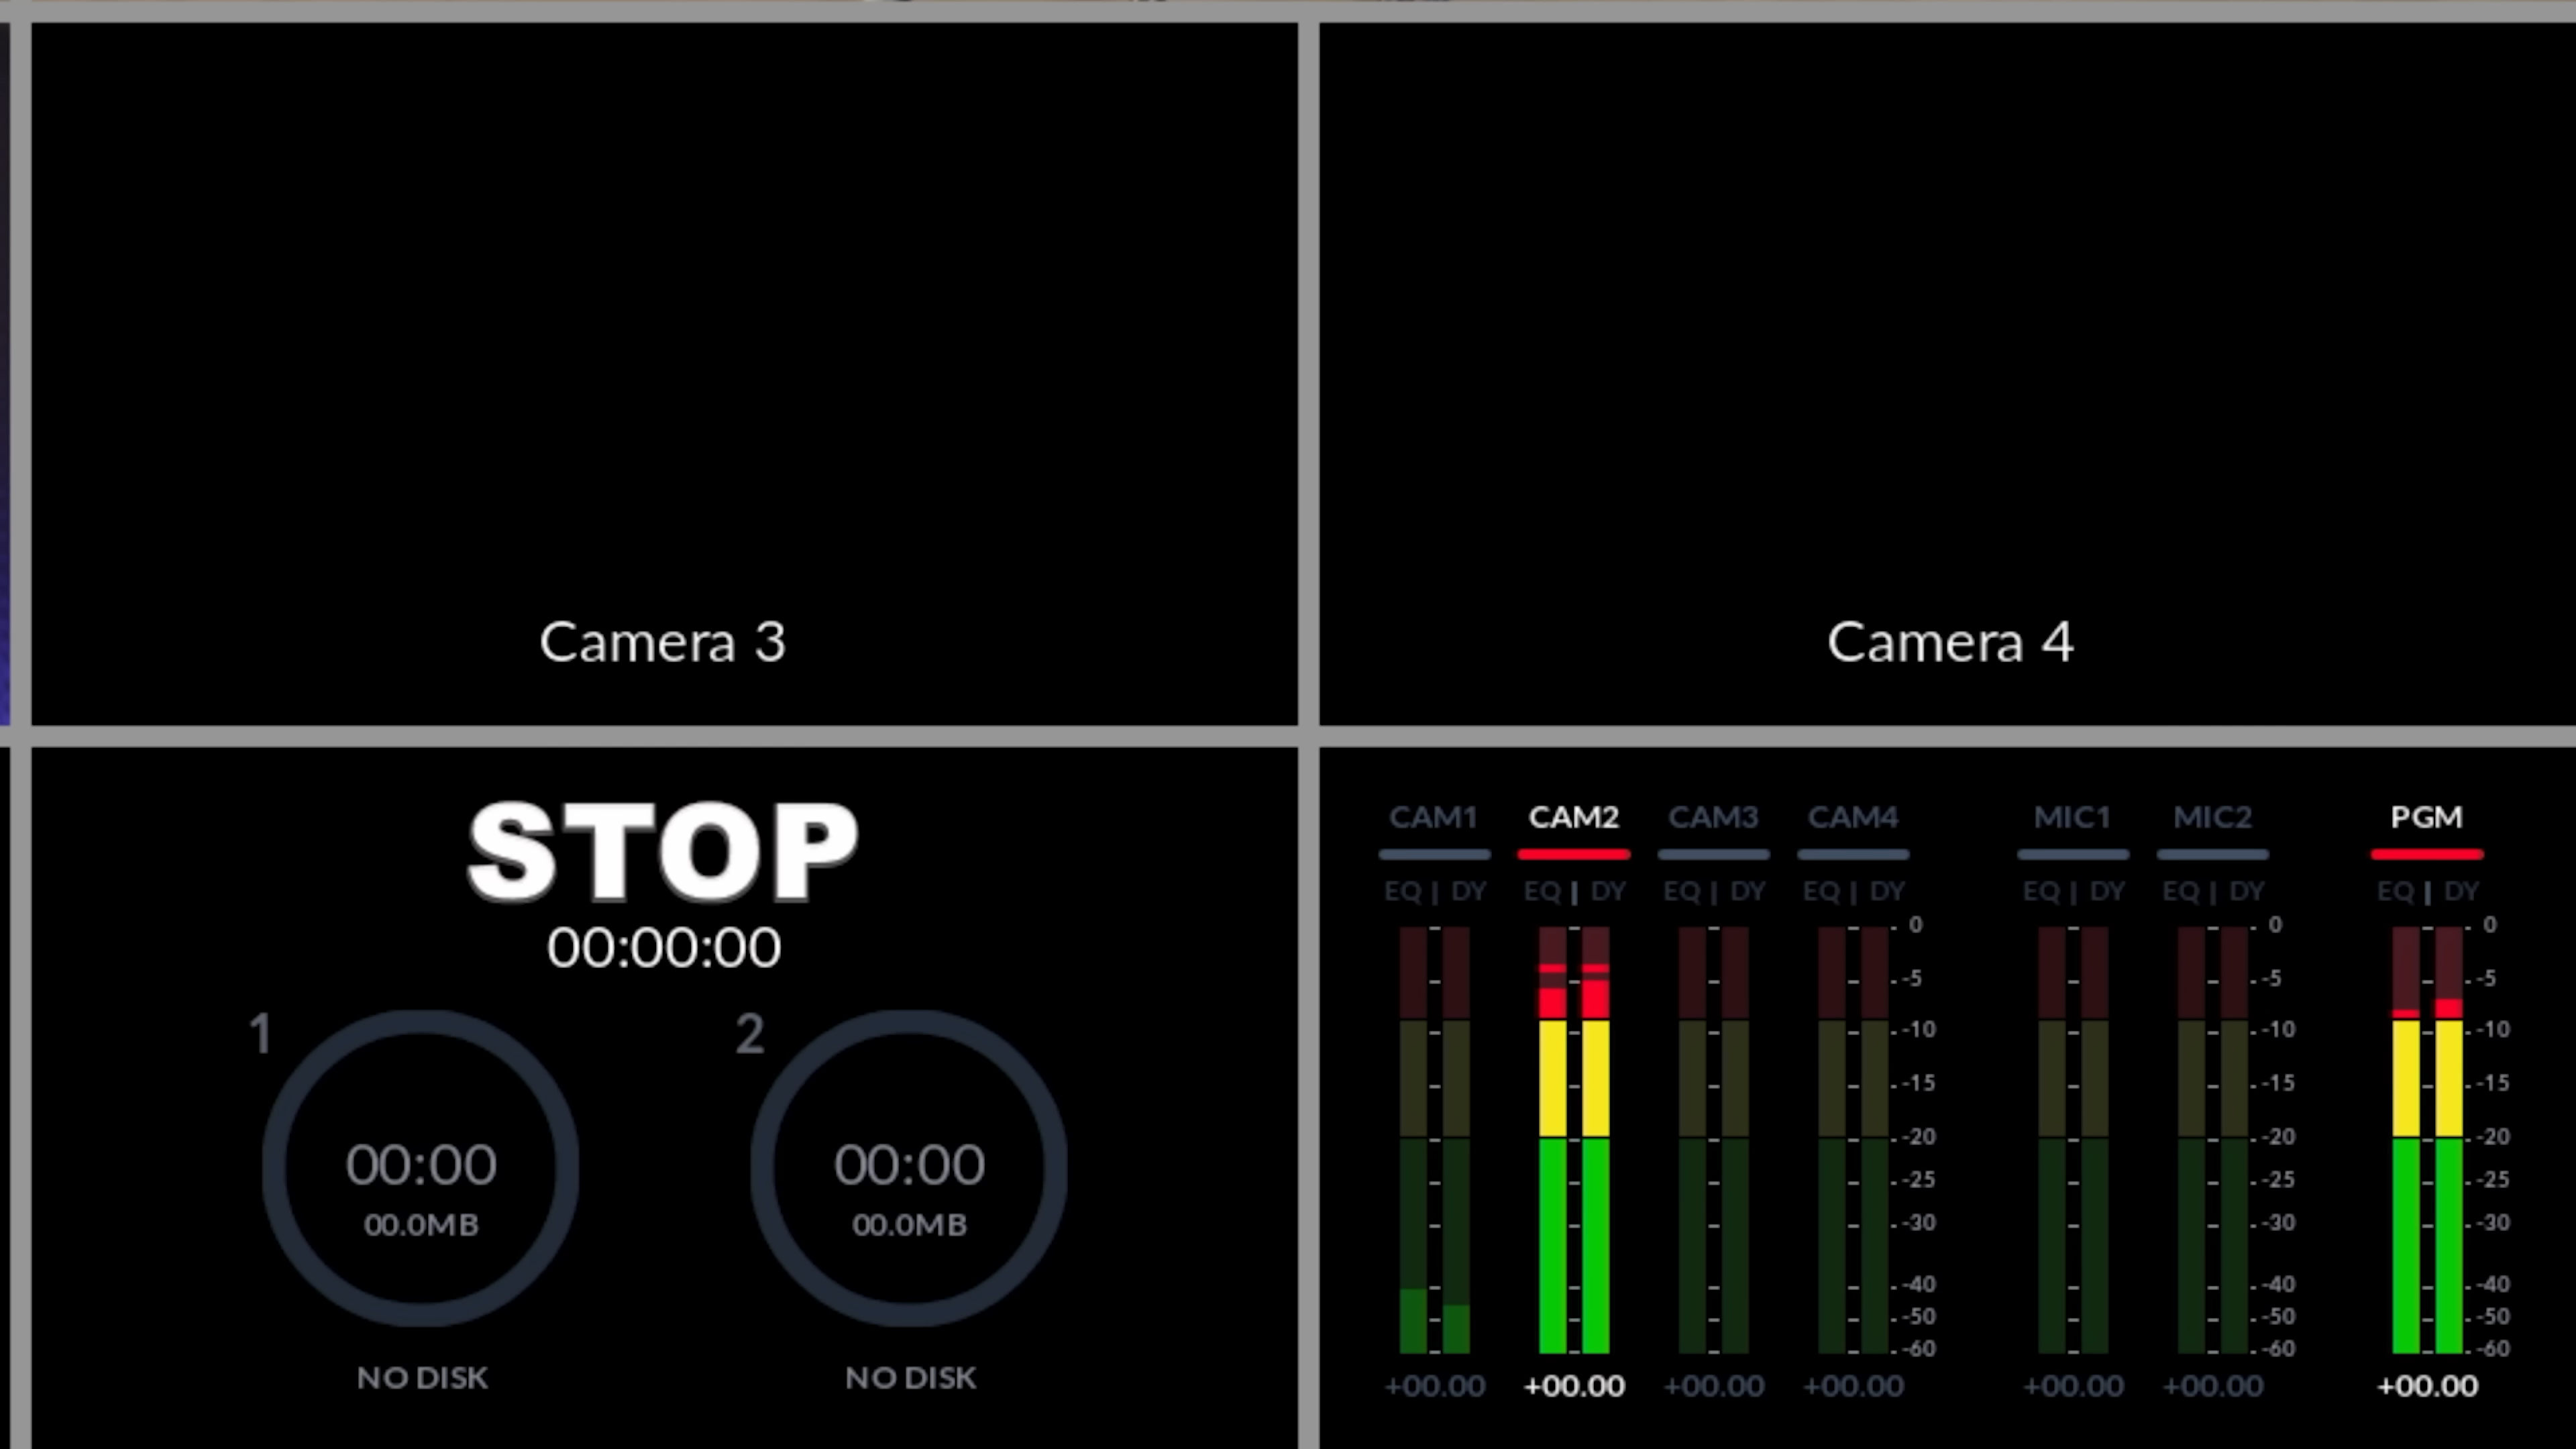 Camera 3
Camera 4
STOP
00:00:00
1
00:00
00.0MB
NO DISK
2
00:00
00.0MB
NO DISK
CAM1 CAM2 CAM3 CAM4 MIC1 MIC2 PGM
EQ | DY EQ | DY EQ | DY EQ | DY EQ | DY EQ | DY EQ | DY
0 0 0
-5 -5 -5
-10 -10 -10
-15 -15 -15
-20 -20 -20
-25 -25 -25
-30 -30 -30
-40 -40 -40
-50 -50 -50
-60 -60 -60
+00.00 +00.00 +00.00 +00.00 +00.00 +00.00 +00.00